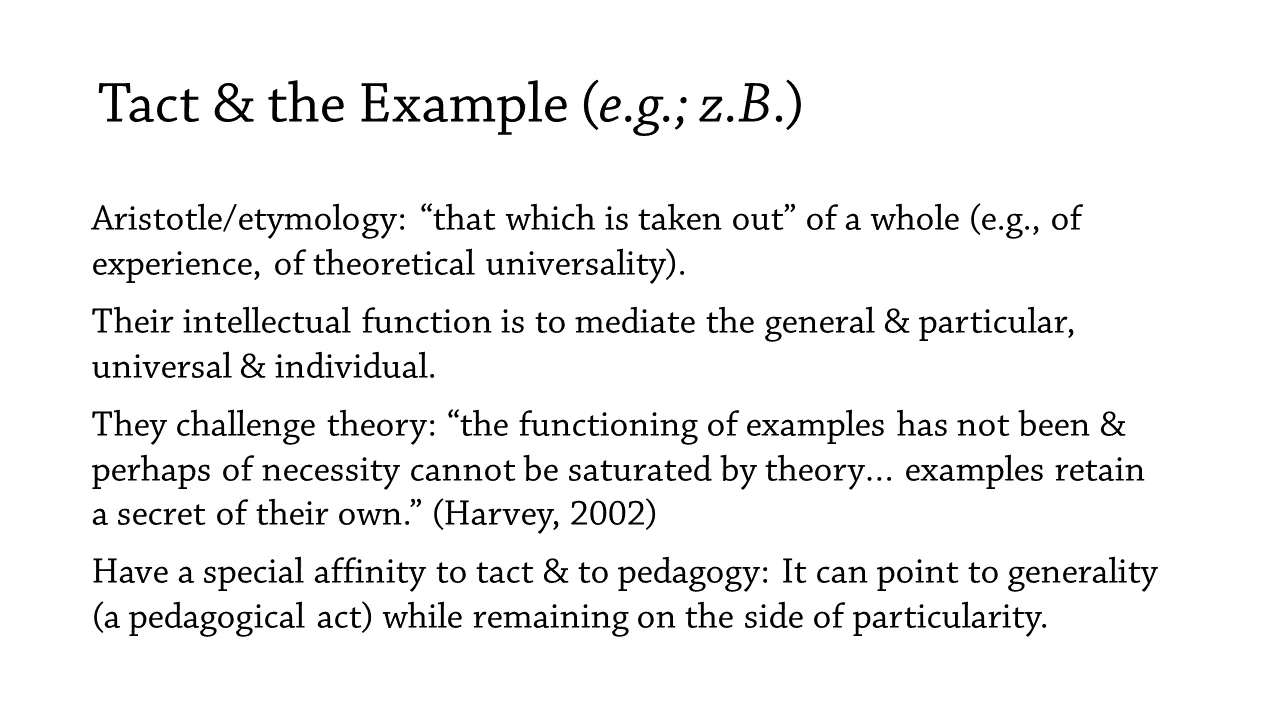 Tact & the Example (e.g.; z.B.)
Aristotle/etymology: “that which is taken out” of a whole (e.g., of
experience, of theoretical universality).
Their intellectual function is to mediate the general & particular,
universal & individual.
They challenge theory: “the functioning of examples has not been &
perhaps of necessity cannot be saturated by theory… examples retain
a secret of their own.” (Harvey, 2002)
Have a special affinity to tact & to pedagogy: It can point to generality
(a pedagogical act) while remaining on the side of particularity.